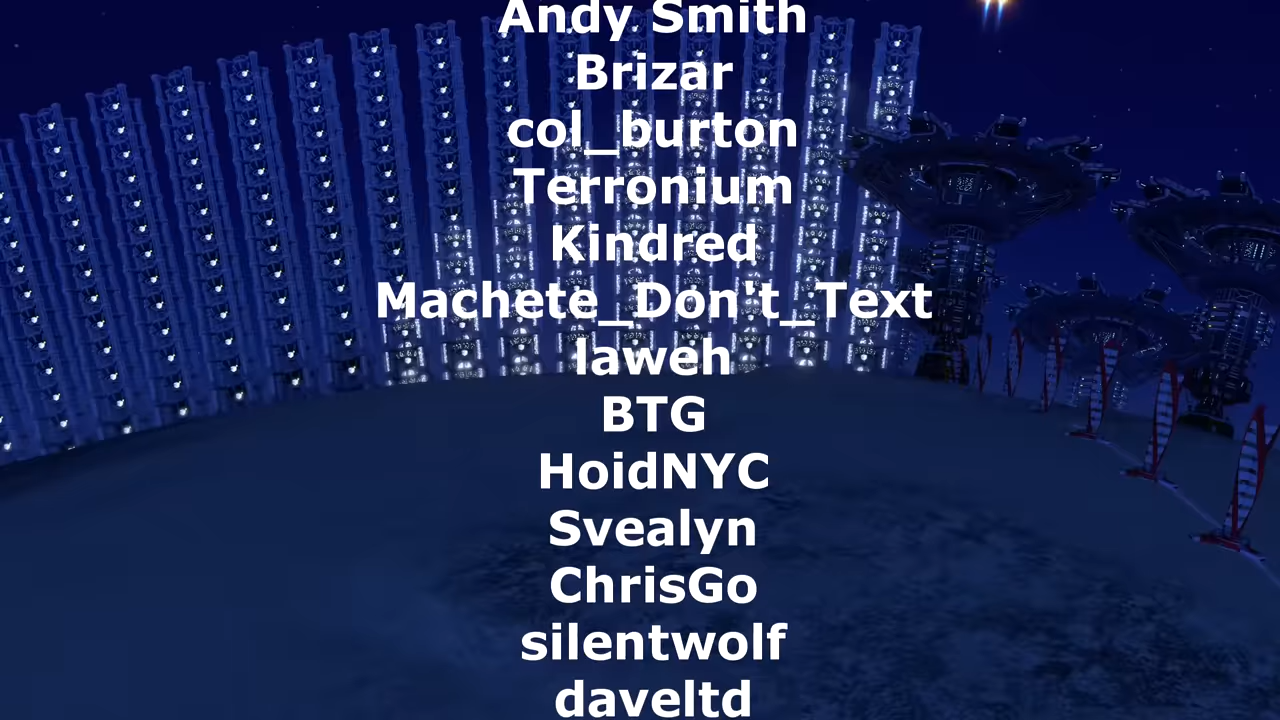 Andy Smith
Brizar
col_burton
Terronium
Kindred
Machete_Don't_Text
laweh
BTG
HoidNYC
Svealyn
ChrisGo
silentwolf
daveltd